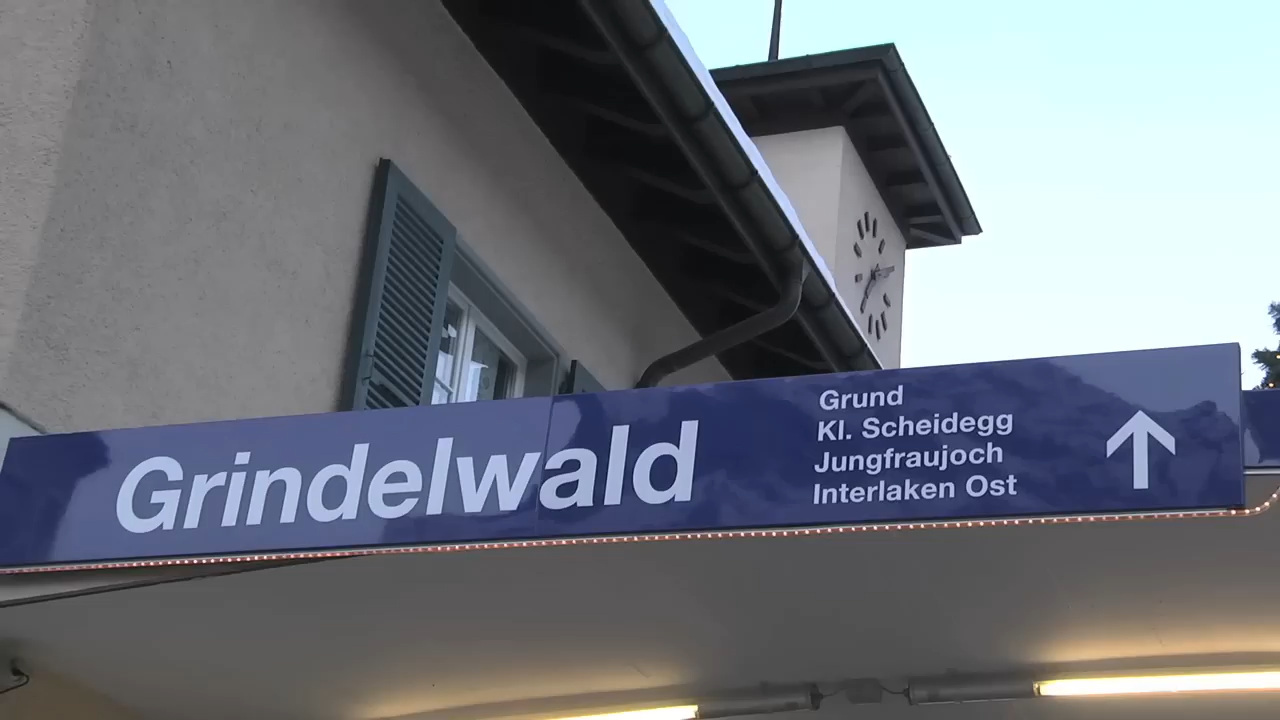 Grindelwald
Grund
Kl. Scheidegg
Jungfraujoch
Interlaken Ost